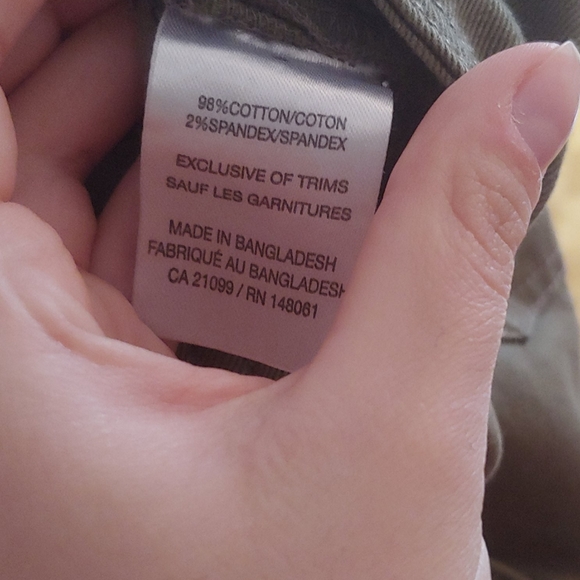 98%COTTON/COTON
2%SPANDEX/SPANDEX
EXCLUSIVE OF TRIMS
SAUF LES GARNITURES
MADE IN BANGLADESH
FABRIQUÉ AU BANGLADESH
CA 21099 / RN 148061